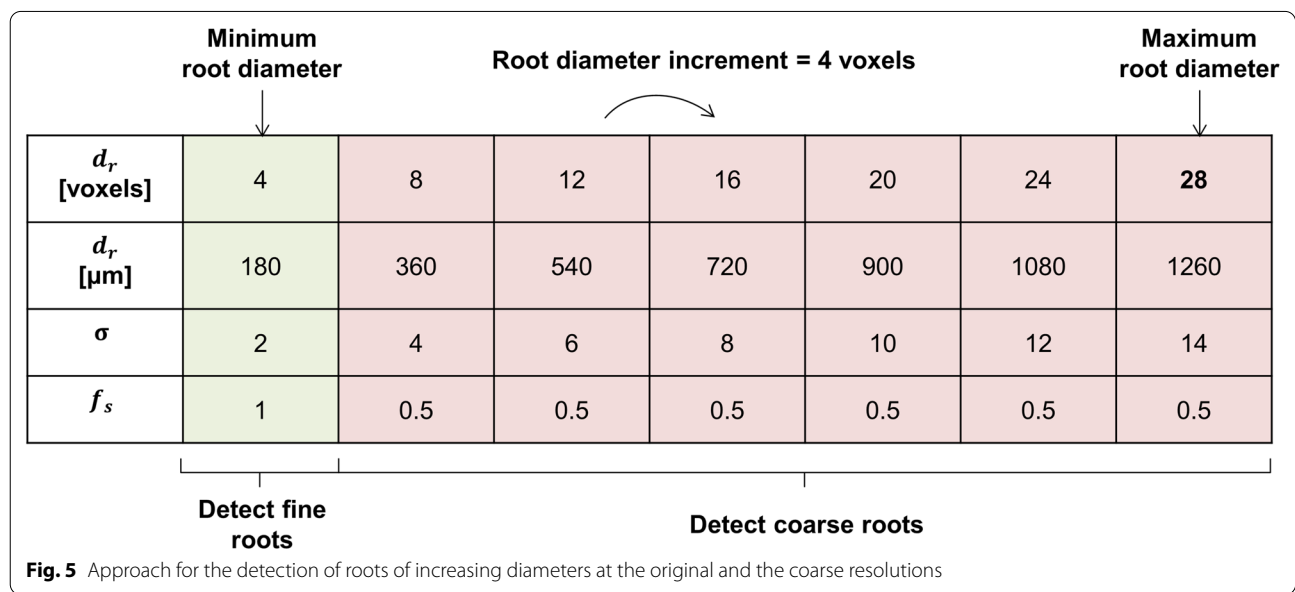 Minimum
root diameter
Root diameter increment = 4 voxels
Maximum
root diameter
d_r
[voxels]
4 8 12 16 20 24 28
d_r
[µm]
180 360 540 720 900 1080 1260
σ 2 4 6 8 10 12 14
f_s 1 0.5 0.5 0.5 0.5 0.5 0.5
Detect fine
roots
Detect coarse roots
Fig. 5 Approach for the detection of roots of increasing diameters at the original and the coarse resolutions